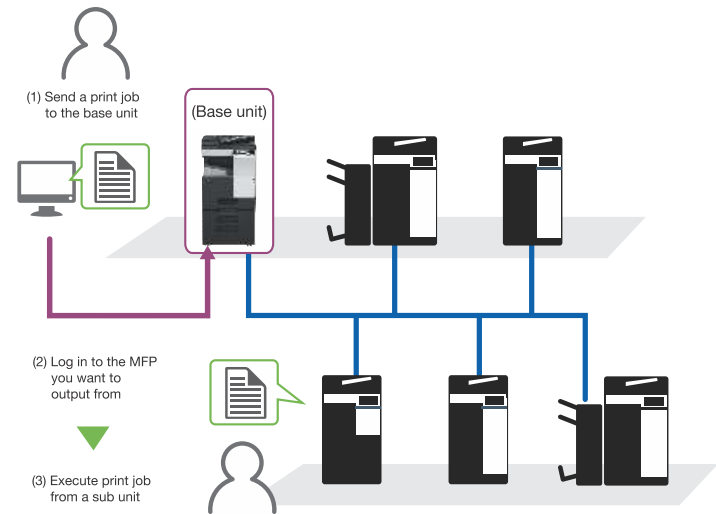 (1) Send a print job
to the base unit
(Base unit)
(2) Log in to the MFP
you want to
output from
(3) Execute print job
from a sub unit